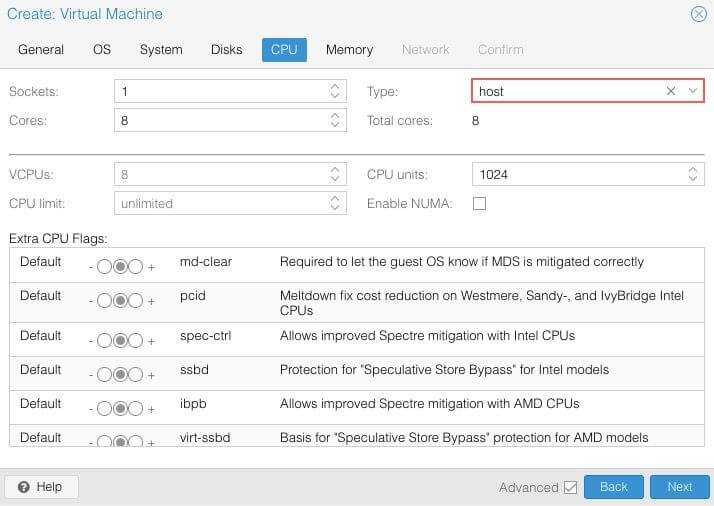 Create: Virtual Machine
General OS System Disks CPU Memory Network Confirm
Sockets: 1 Type: host
Cores: 8 Total cores: 8
VCPUs: 8 CPU units: 1024
CPU limit: unlimited Enable NUMA:
Extra CPU Flags:
Default - + md-clear Required to let the guest OS know if MDS is mitigated correctly
Default - + pcid Meltdown fix cost reduction on Westmere, Sandy-, and IvyBridge Intel
CPUs
Default - + spec-ctrl Allows improved Spectre mitigation with Intel CPUs
Default - + ssbd Protection for "Speculative Store Bypass" for Intel models
Default - + ibpb Allows improved Spectre mitigation with AMD CPUs
Default - + virt-ssbd Basis for "Speculative Store Bypass" protection for AMD models
? Help Advanced Back Next